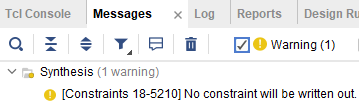 Tcl Console Messages Log Reports Design Ru
Warning (1)
Synthesis (1 warning)
[Constraints 18-5210] No constraint will be written out.